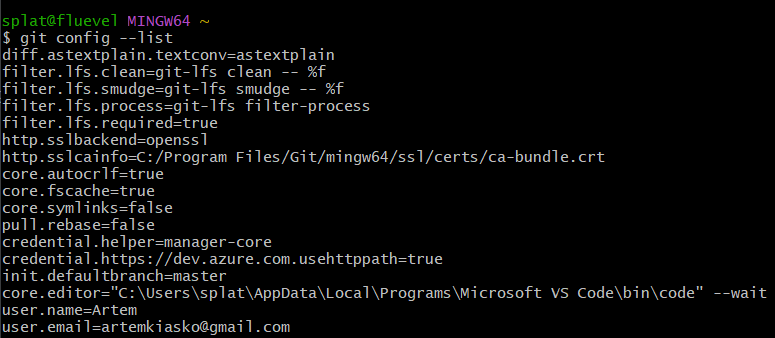 splat@fluevel MINGW64 ~
$ git config --list
diff.astextplain.textconv=astextplain
filter.lfs.clean=git-lfs clean -- %f
filter.lfs.smudge=git-lfs smudge -- %f
filter.lfs.process=git-lfs filter-process
filter.lfs.required=true
http.sslbackend=openssl
http.sslcainfo=C:/Program Files/Git/mingw64/ssl/certs/ca-bundle.crt
core.autocrlf=true
core.fscache=true
core.symlinks=false
pull.rebase=false
credential.helper=manager-core
credential.https://dev.azure.com.usehttppath=true
init.defaultbranch=master
core.editor="C:\Users\splat\AppData\Local\Programs\Microsoft VS Code\bin\code" --wait
user.name=Artem
user.email=artemkiasko@gmail.com